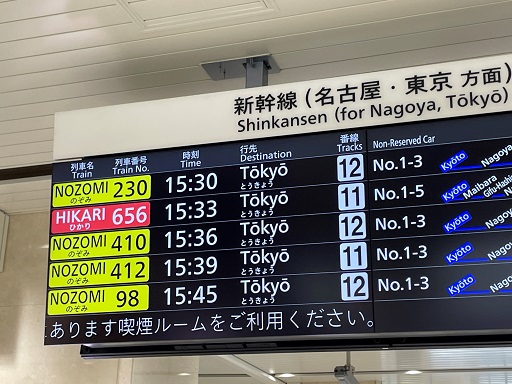 新幹線 (名古屋・東京 方面)
Shinkansen (for Nagoya, Tōkyō)
列車名 列車番号 時刻 行先 番線
Train Train No. Time Destination Tracks Non-Reserved Car
NOZOMI 230 15:30 Tōkyō 12 No.1-3 Kyōto Nagoya
のぞみ とうきょう
HIKARI 656 15:33 Tōkyō 11 No.1-5 Kyōto Maibara Gifu-Hashi
ひかり とうきょう
NOZOMI 410 15:36 Tōkyō 12 No.1-3 Kyōto Nagoya
のぞみ とうきょう
NOZOMI 412 15:39 Tōkyō 11 No.1-3 Kyōto Nagoya
のぞみ とうきょう
NOZOMI 98 15:45 Tōkyō 12 No.1-3 Kyōto Nagoya
のぞみ とうきょう
あります喫煙ルームをご利用ください。